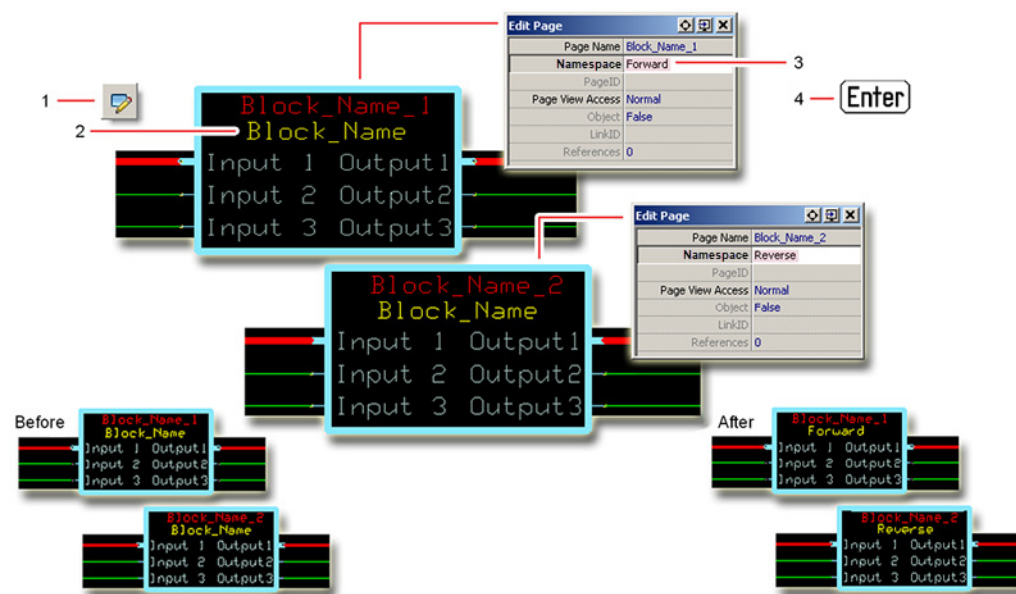 Edit Page
Page Name Block_Name_1
Namespace Forward
PageID
Page View Access Normal
Object False
LinkID
References 0
1
2
3
4
Enter
Block_Name_1
Block_Name
Input 1 Output1
Input 2 Output2
Input 3 Output3
Edit Page
Page Name Block_Name_2
Namespace Reverse
PageID
Page View Access Normal
Object False
LinkID
References 0
Block_Name_2
Block_Name
Input 1 Output1
Input 2 Output2
Input 3 Output3
Before
Block_Name_1
Block_Name
Input 1 Output1
Input 2 Output2
Input 3 Output3
Block_Name_2
Block_Name
Input 1 Output1
Input 2 Output2
Input 3 Output3
After
Block_Name_1
Forward
Input 1 Output1
Input 2 Output2
Input 3 Output3
Block_Name_2
Reverse
Input 1 Output1
Input 2 Output2
Input 3 Output3